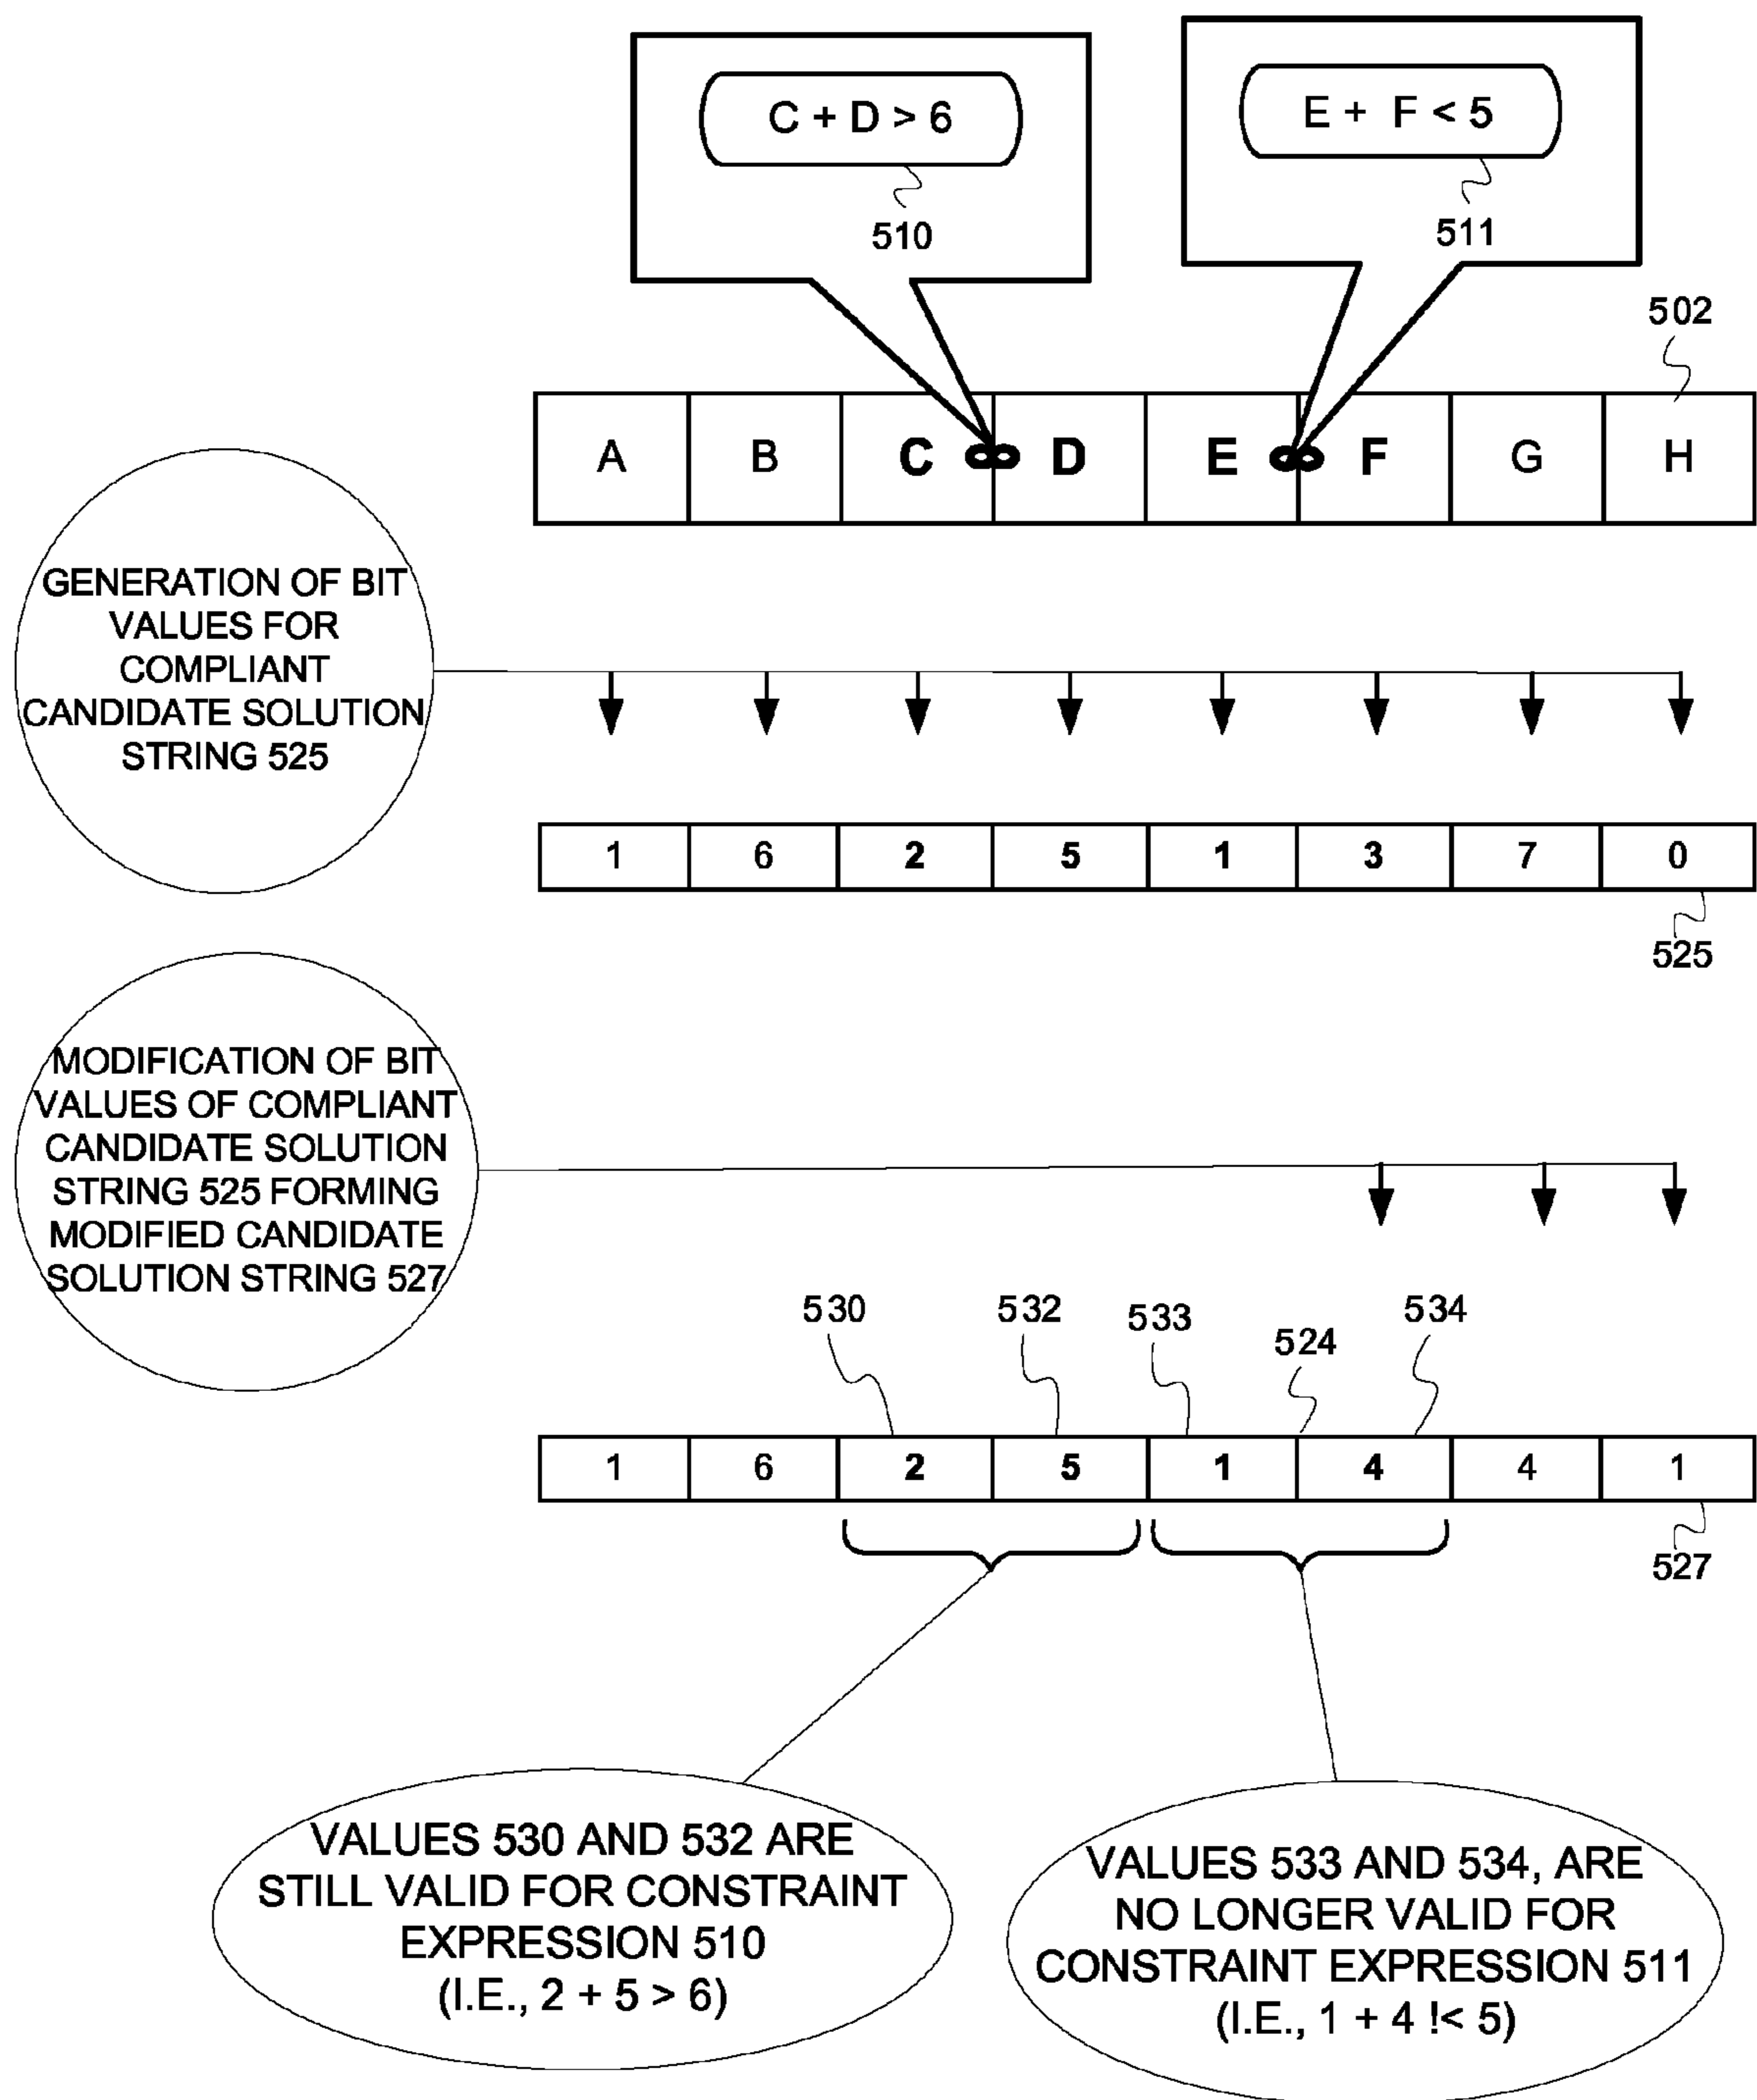 C + D > 6
510
E + F < 5
511
502
A B C D E F G H
GENERATION OF BIT
VALUES FOR
COMPLIANT
CANDIDATE SOLUTION
STRING 525
1 6 2 5 1 3 7 0
525
MODIFICATION OF BIT
VALUES OF COMPLIANT
CANDIDATE SOLUTION
STRING 525 FORMING
MODIFIED CANDIDATE
SOLUTION STRING 527
530 532 533 524 534
1 6 2 5 1 4 4 1
527
VALUES 530 AND 532 ARE
STILL VALID FOR CONSTRAINT
EXPRESSION 510
(I.E., 2 + 5 > 6)
VALUES 533 AND 534, ARE
NO LONGER VALID FOR
CONSTRAINT EXPRESSION 511
(I.E., 1 + 4 !< 5)